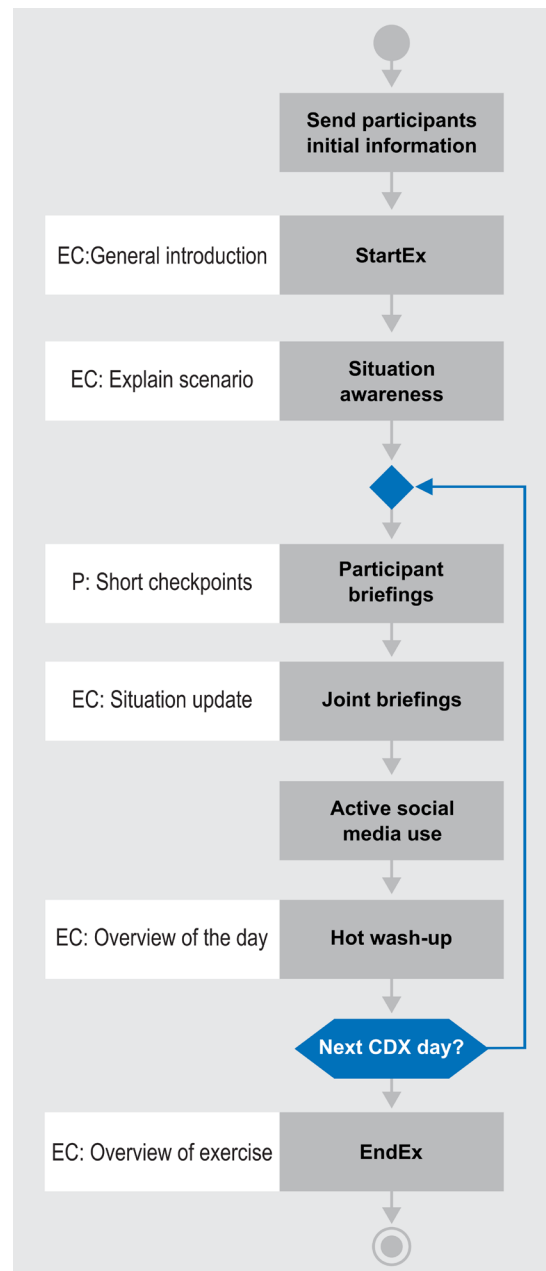 Send participants
initial information
EC:General introduction
StartEx
EC: Explain scenario
Situation
awareness
P: Short checkpoints
Participant
briefings
EC: Situation update
Joint briefings
Active social
media use
EC: Overview of the day
Hot wash-up
Next CDX day?
EC: Overview of exercise
EndEx